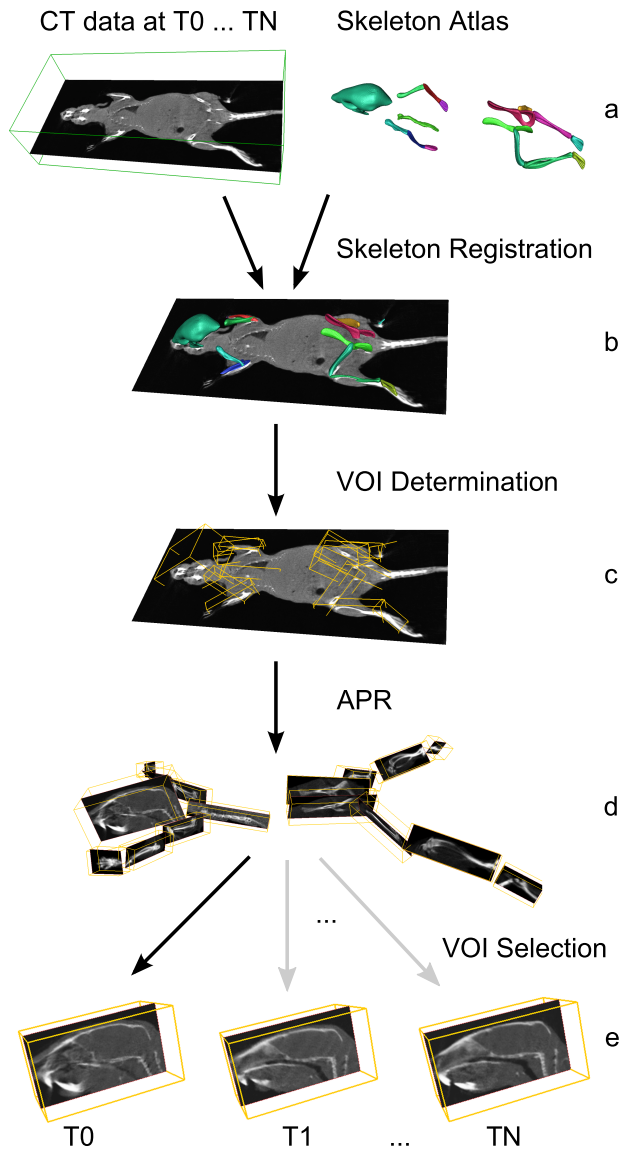 CT data at T0 ... TN
Skeleton Atlas
a
Skeleton Registration
b
VOI Determination
c
APR
d
...
VOI Selection
e
T0
T1
...
TN